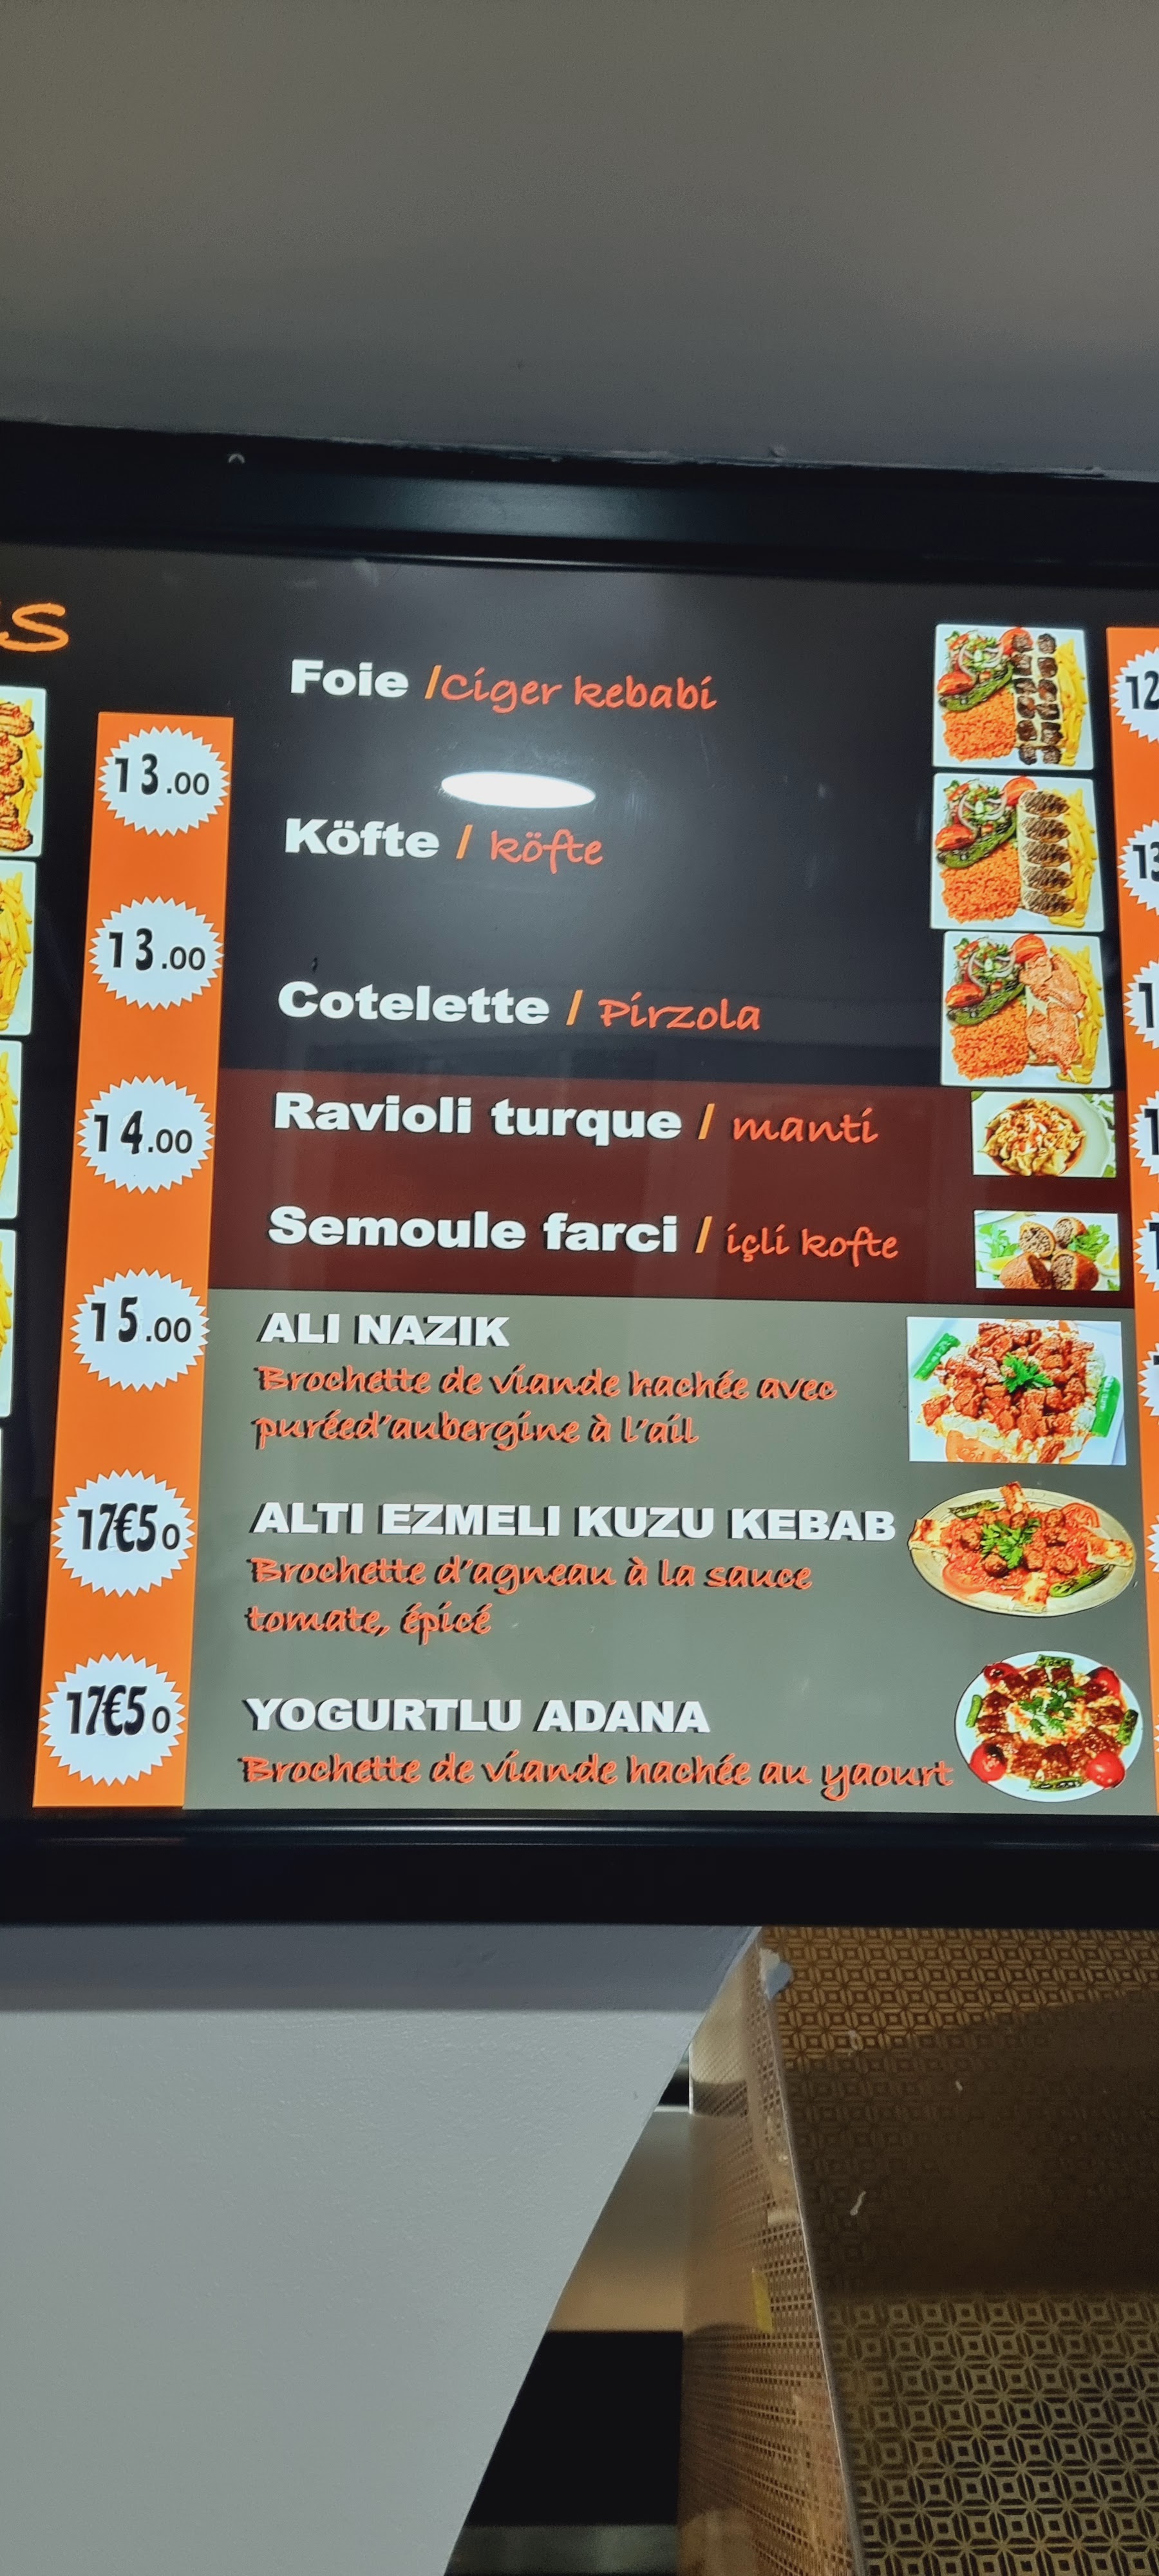 13.00
13.00
14.00
15.00
17€50
17€50
Foie /Ciger kebabi
Köfte / köfte
Cotelette / Pirzola
Ravioli turque / manti
Semoule farci / içli kofte
ALI NAZIK
Brochette de viande hachée avec
puréed'aubergine à l'ail
ALTI EZMELI KUZU KEBAB
Brochette d'agneau à la sauce
tomate, épicé
YOGURTLU ADANA
Brochette de viande hachée au yaourt
12
13